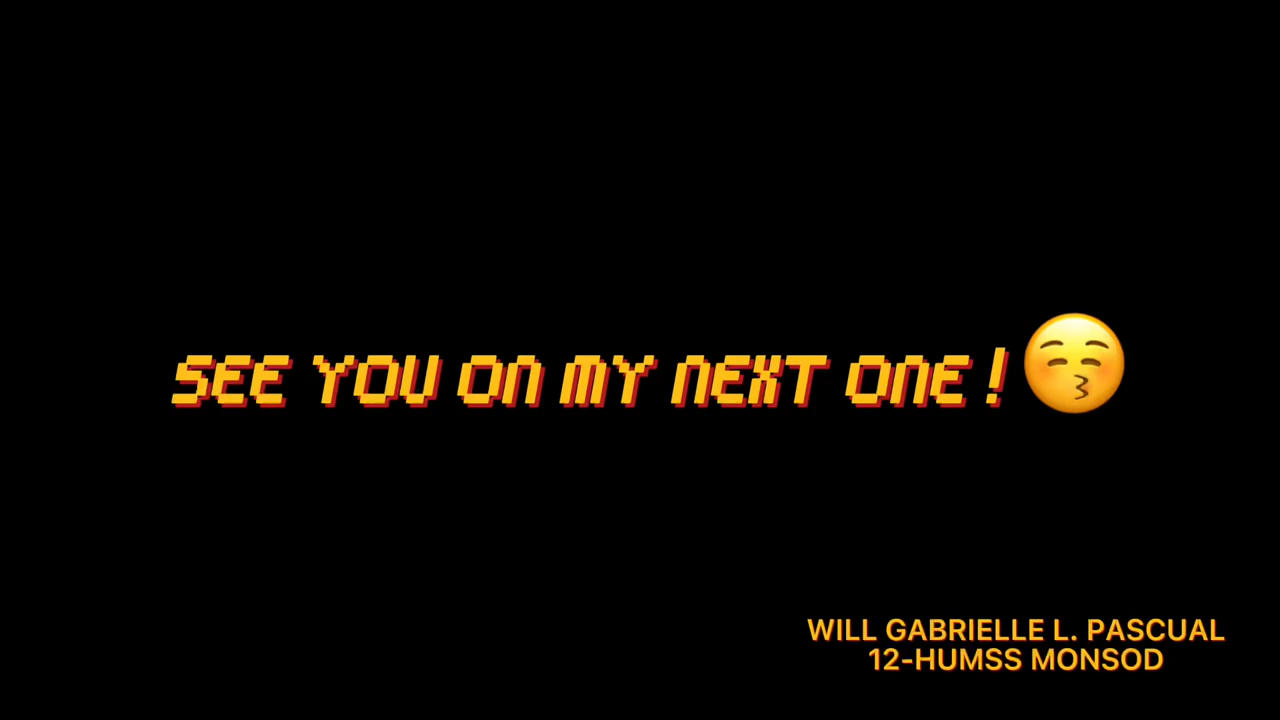 SEE YOU ON MY NEXT ONE ! 😚
WILL GABRIELLE L. PASCUAL
12-HUMSS MONSOD